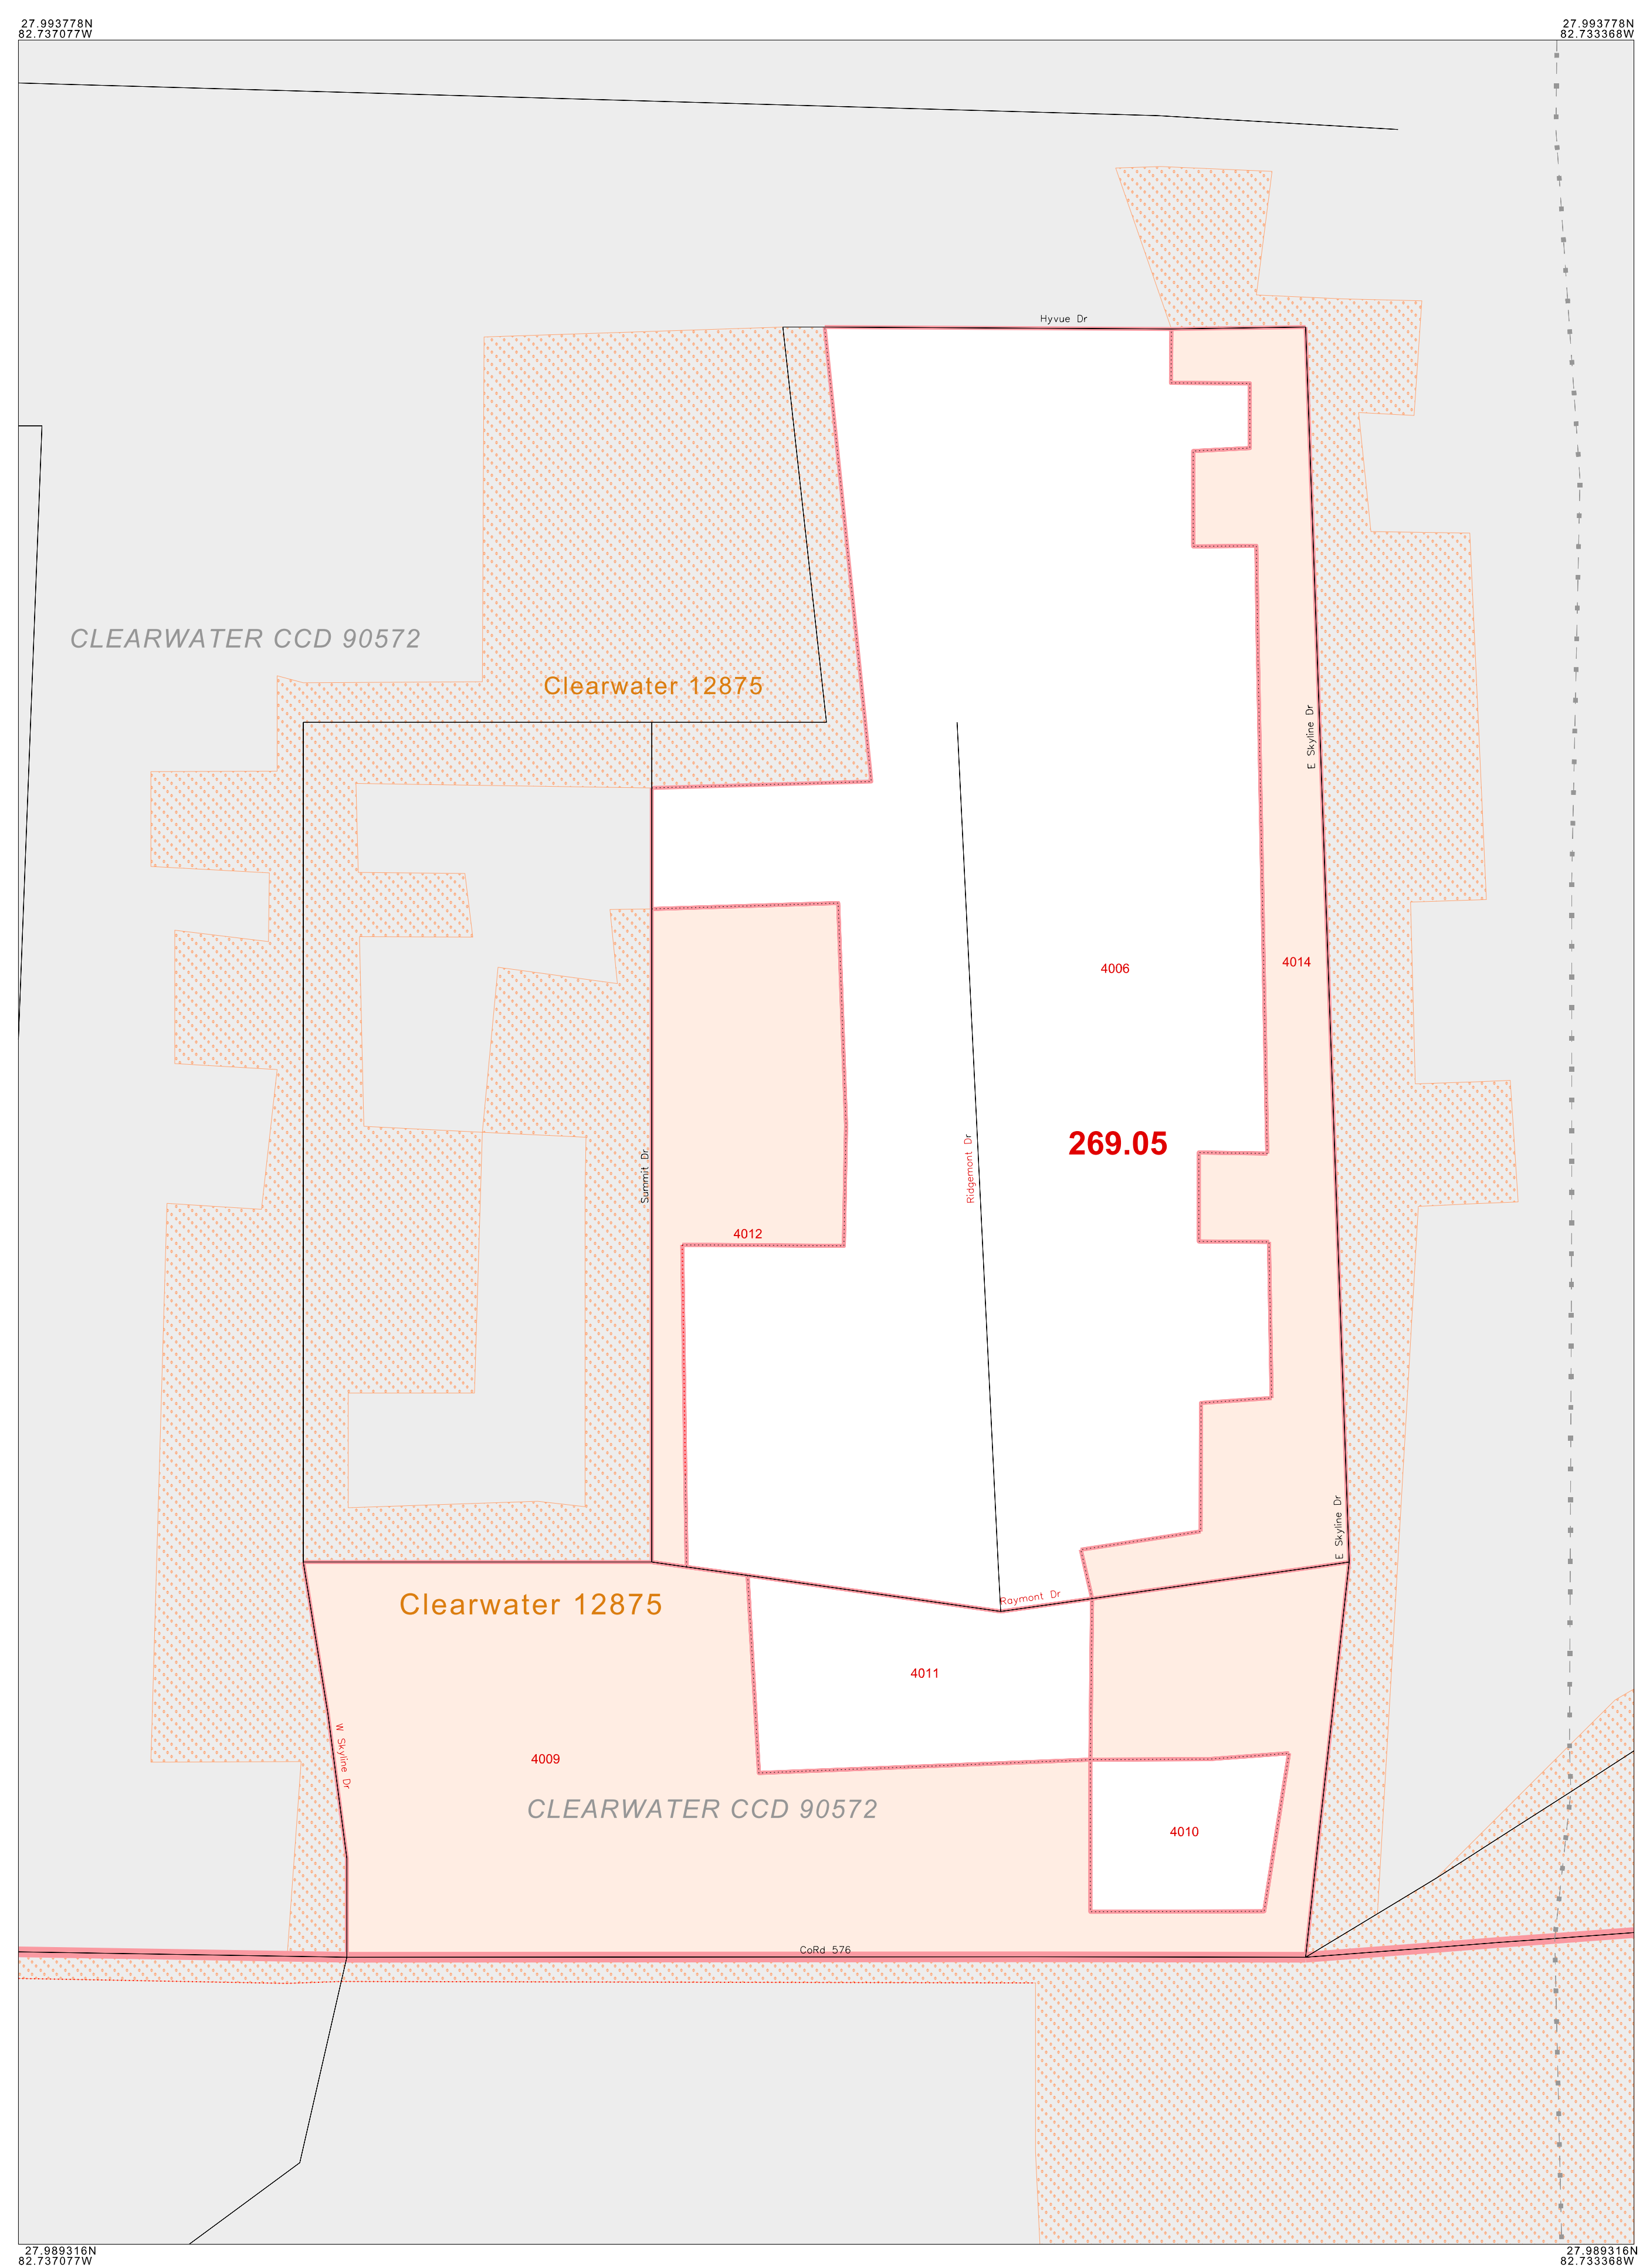 27.993778N
82.737077W
27.993778N
82.733368W
Hyvue Dr
CLEARWATER CCD 90572
Clearwater 12875
E Skyline Dr
4006
4014
269.05
Summit Dr
Ridgemont Dr
4012
E Skyline Dr
Raymont Dr
Clearwater 12875
4011
W Skyline Dr
4009
CLEARWATER CCD 90572
4010
CoRd 576
27.989316N
82.737077W
27.989316N
82.733368W